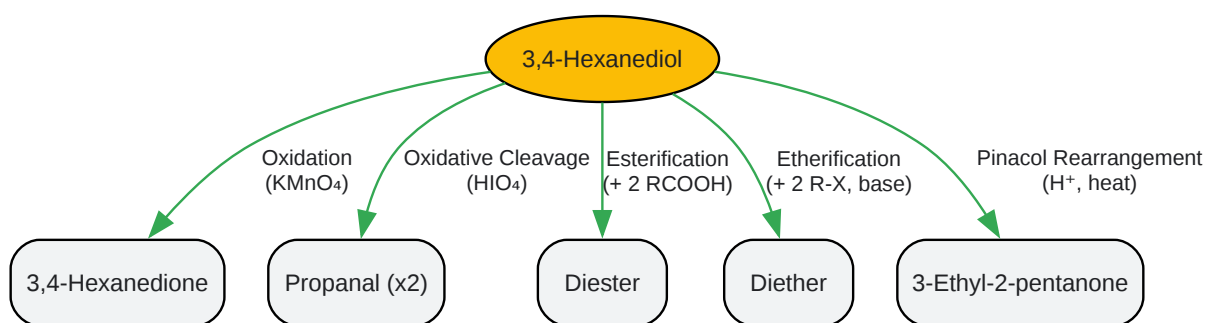 3,4-Hexanediol
Oxidation
(KMnO₄)
Oxidative Cleavage
(HIO₄)
Esterification
(+ 2 RCOOH)
Etherification
(+ 2 R-X, base)
Pinacol Rearrangement
(H⁺, heat)
3,4-Hexanedione
Propanal (x2)
Diester
Diether
3-Ethyl-2-pentanone